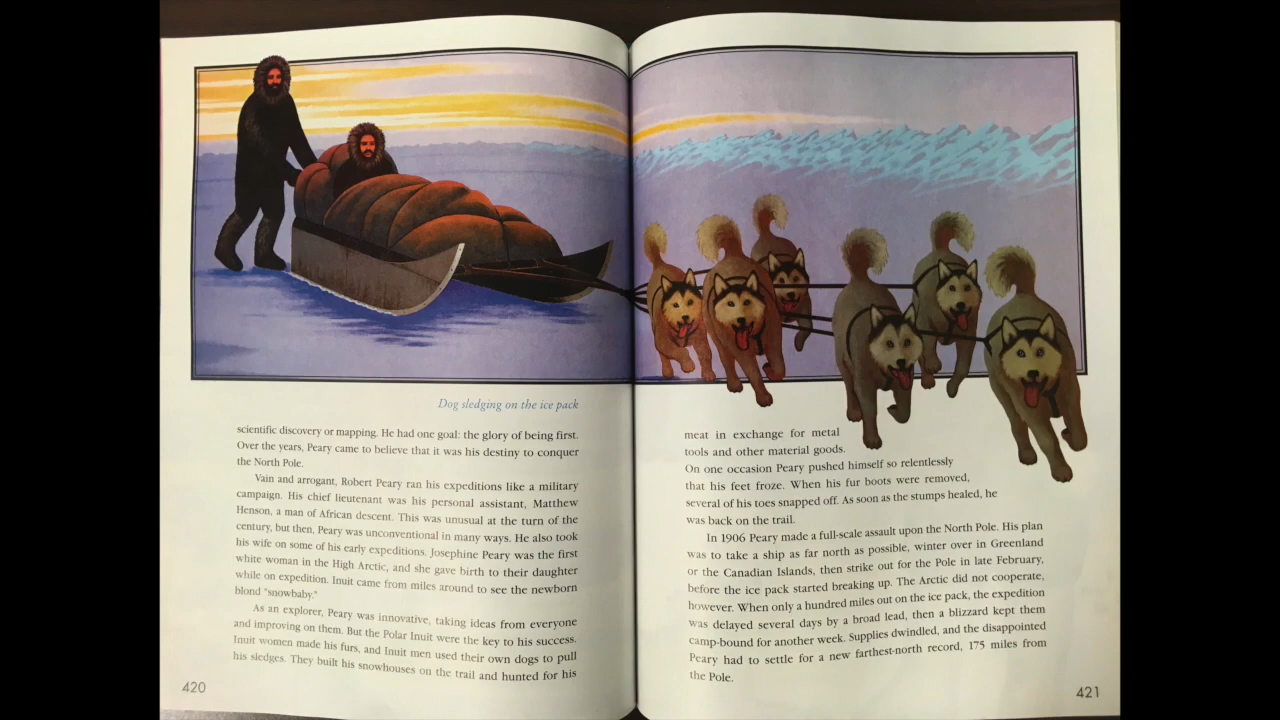 Dog sledging on the ice pack
scientific discovery or mapping. He had one goal: the glory of being first.
Over the years, Peary came to believe that it was his destiny to conquer
the North Pole.
Vain and arrogant, Robert Peary ran his expeditions like a military
campaign. His chief lieutenant was his personal assistant, Matthew
Henson, a man of African descent. This was unusual at the turn of the
century, but then, Peary was unconventional in many ways. He also took
his wife on some of his early expeditions. Josephine Peary was the first
white woman in the High Arctic, and she gave birth to their daughter
while on expedition. Inuit came from miles around to see the newborn
blond "snowbaby."
As an explorer, Peary was innovative, taking ideas from everyone
and improving on them. But the Polar Inuit were the key to his success.
Inuit women made his furs, and Inuit men used their own dogs to pull
his sledges. They built his snowhouses on the trail and hunted for his
420
meat in exchange for metal
tools and other material goods.
On one occasion Peary pushed himself so relentlessly
that his feet froze. When his fur boots were removed,
several of his toes snapped off. As soon as the stumps healed, he
was back on the trail.
In 1906 Peary made a full-scale assault upon the North Pole. His plan
was to take a ship as far north as possible, winter over in Greenland
or the Canadian Islands, then strike out for the Pole in late February,
before the ice pack started breaking up. The Arctic did not cooperate,
however. When only a hundred miles out on the ice pack, the expedition
was delayed several days by a broad lead, then a blizzard kept them
camp-bound for another week. Supplies dwindled, and the disappointed
Peary had to settle for a new farthest-north record, 175 miles from
the Pole.
421